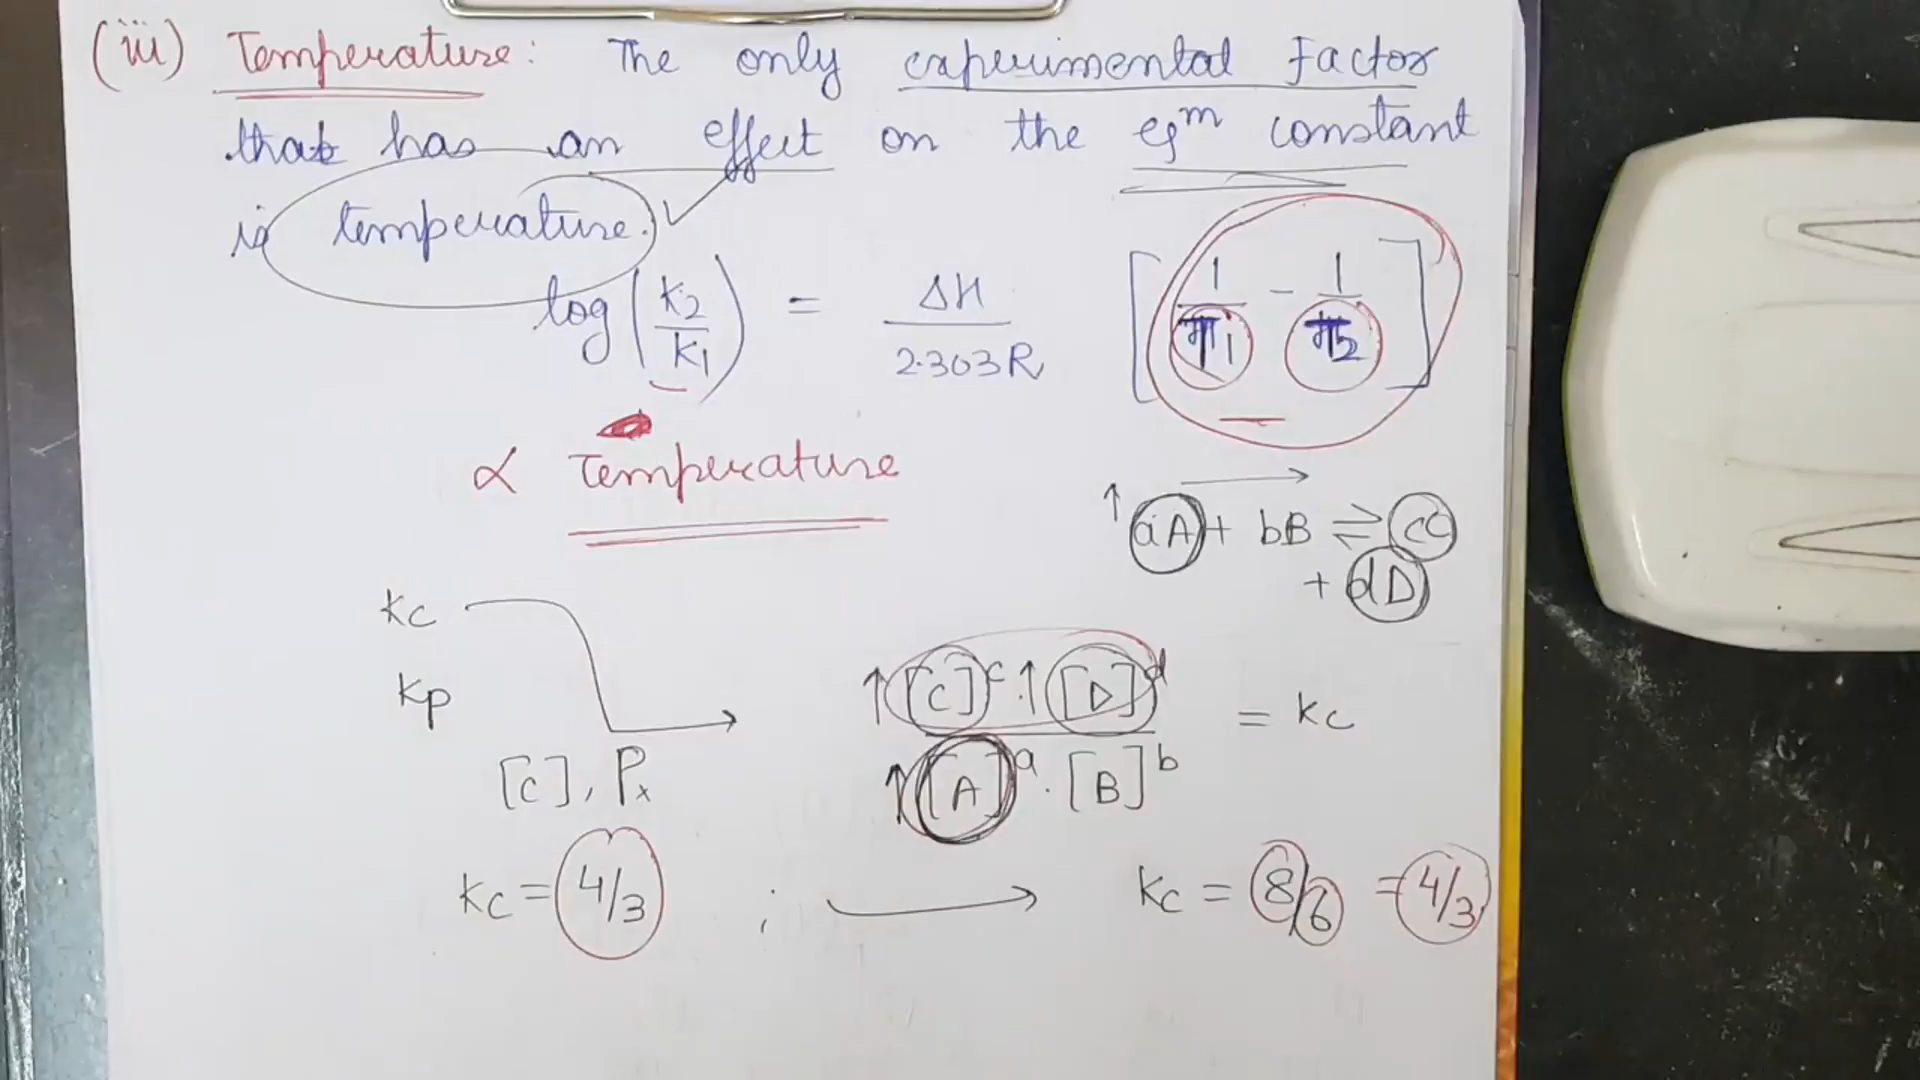 (iii) Temperature: The only experimental factor
that has an effect on the eqm constant
is temperature.
log (K2/K1) = ΔH/2.303R [1/T1 - 1/T2]
∝ Temperature
↑ aA + bB ⇌ cC
+ dD
Kc
Kp
[C], Px
↑[C]^c . ↑[D]^d / ↑[A]^a . [B]^b = Kc
Kc = 4/3 ; → Kc = 8/6 = 4/3